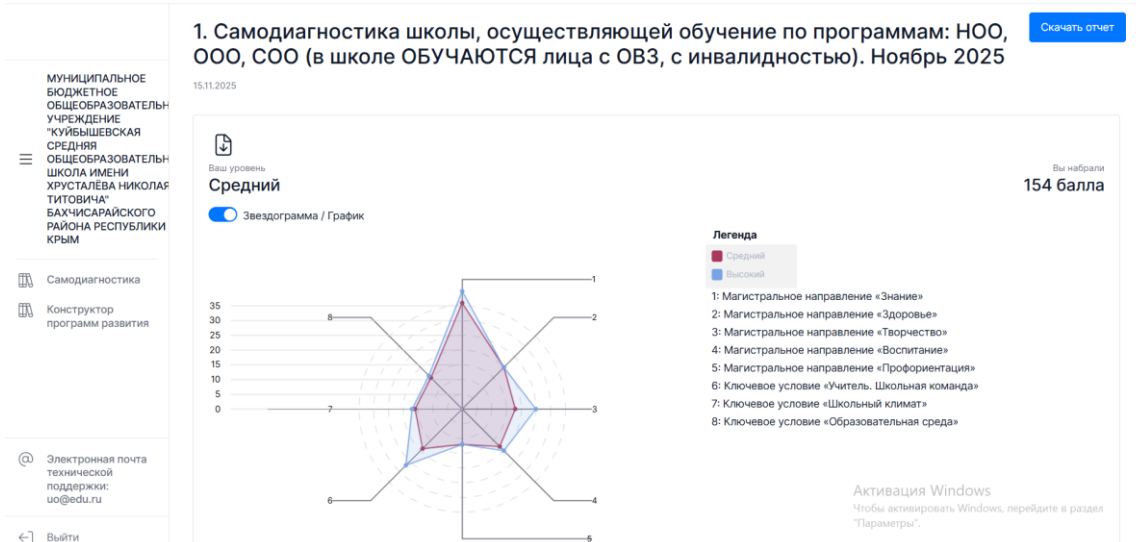 1. Самодиагностика школы, осуществляющей обучение по программам: НОО,
ООО, СОО (в школе ОБУЧАЮТСЯ лица с ОВЗ, с инвалидностью). Ноябрь 2025
Скачать отчет
15.11.2025
МУНИЦИПАЛЬНОЕ
БЮДЖЕТНОЕ
ОБЩЕОБРАЗОВАТЕЛЬН
УЧРЕЖДЕНИЕ
"КУЙБЫШЕВСКАЯ
СРЕДНЯЯ
ОБЩЕОБРАЗОВАТЕЛЬН
ШКОЛА ИМЕНИ
ХРУСТАЛЁВА НИКОЛАЯ
ТИТОВИЧА"
БАХЧИСАРАЙСКОГО
РАЙОНА РЕСПУБЛИКИ
КРЫМ
Самодиагностика
Конструктор
программ развития
Электронная почта
технической
поддержки:
uo@edu.ru
Выйти
Ваш уровень
Средний
Вы набрали
154 балла
Звездограмма / График
35
30
25
20
15
10
5
0
1
2
3
4
5
6
7
8
Легенда
Средний
Высокий
1: Магистральное направление «Знание»
2: Магистральное направление «Здоровье»
3: Магистральное направление «Творчество»
4: Магистральное направление «Воспитание»
5: Магистральное направление «Профориентация»
6: Ключевое условие «Учитель. Школьная команда»
7: Ключевое условие «Школьный климат»
8: Ключевое условие «Образовательная среда»
Активация Windows
Чтобы активировать Windows, перейдите в раздел
"Параметры".